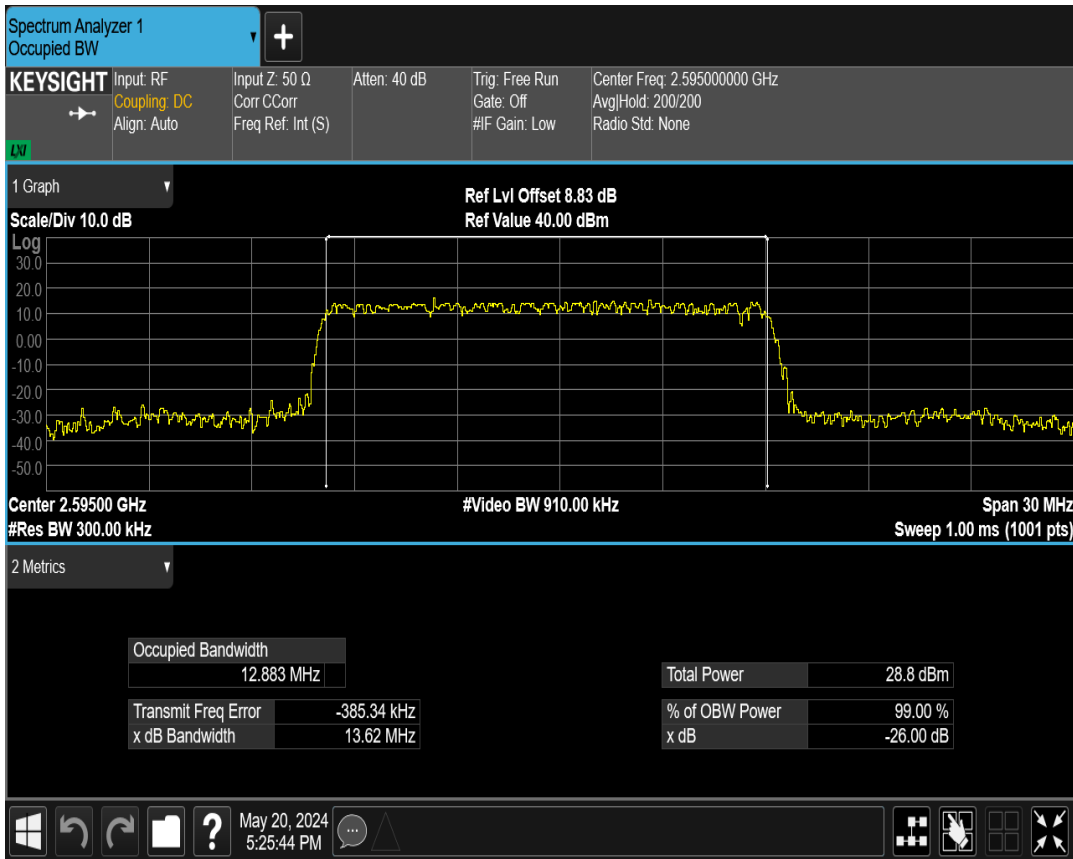 Spectrum Analyzer 1
Occupied BW
KEYSIGHT
LXI
Input: RF
Coupling: DC
Align: Auto
Input Z: 50 Ω
Corr CCorr
Freq Ref: Int (S)
Atten: 40 dB
Trig: Free Run
Gate: Off
#IF Gain: Low
Center Freq: 2.595000000 GHz
Avg|Hold: 200/200
Radio Std: None
1 Graph
Scale/Div 10.0 dB
Ref Lvl Offset 8.83 dB
Ref Value 40.00 dBm
Log
30.0
20.0
10.0
0.00
-10.0
-20.0
-30.0
-40.0
-50.0
Center 2.59500 GHz
#Res BW 300.00 kHz
#Video BW 910.00 kHz
Span 30 MHz
Sweep 1.00 ms (1001 pts)
2 Metrics
Occupied Bandwidth
12.883 MHz
Transmit Freq Error -385.34 kHz
x dB Bandwidth 13.62 MHz
Total Power 28.8 dBm
% of OBW Power 99.00 %
x dB -26.00 dB
?
May 20, 2024
5:25:44 PM